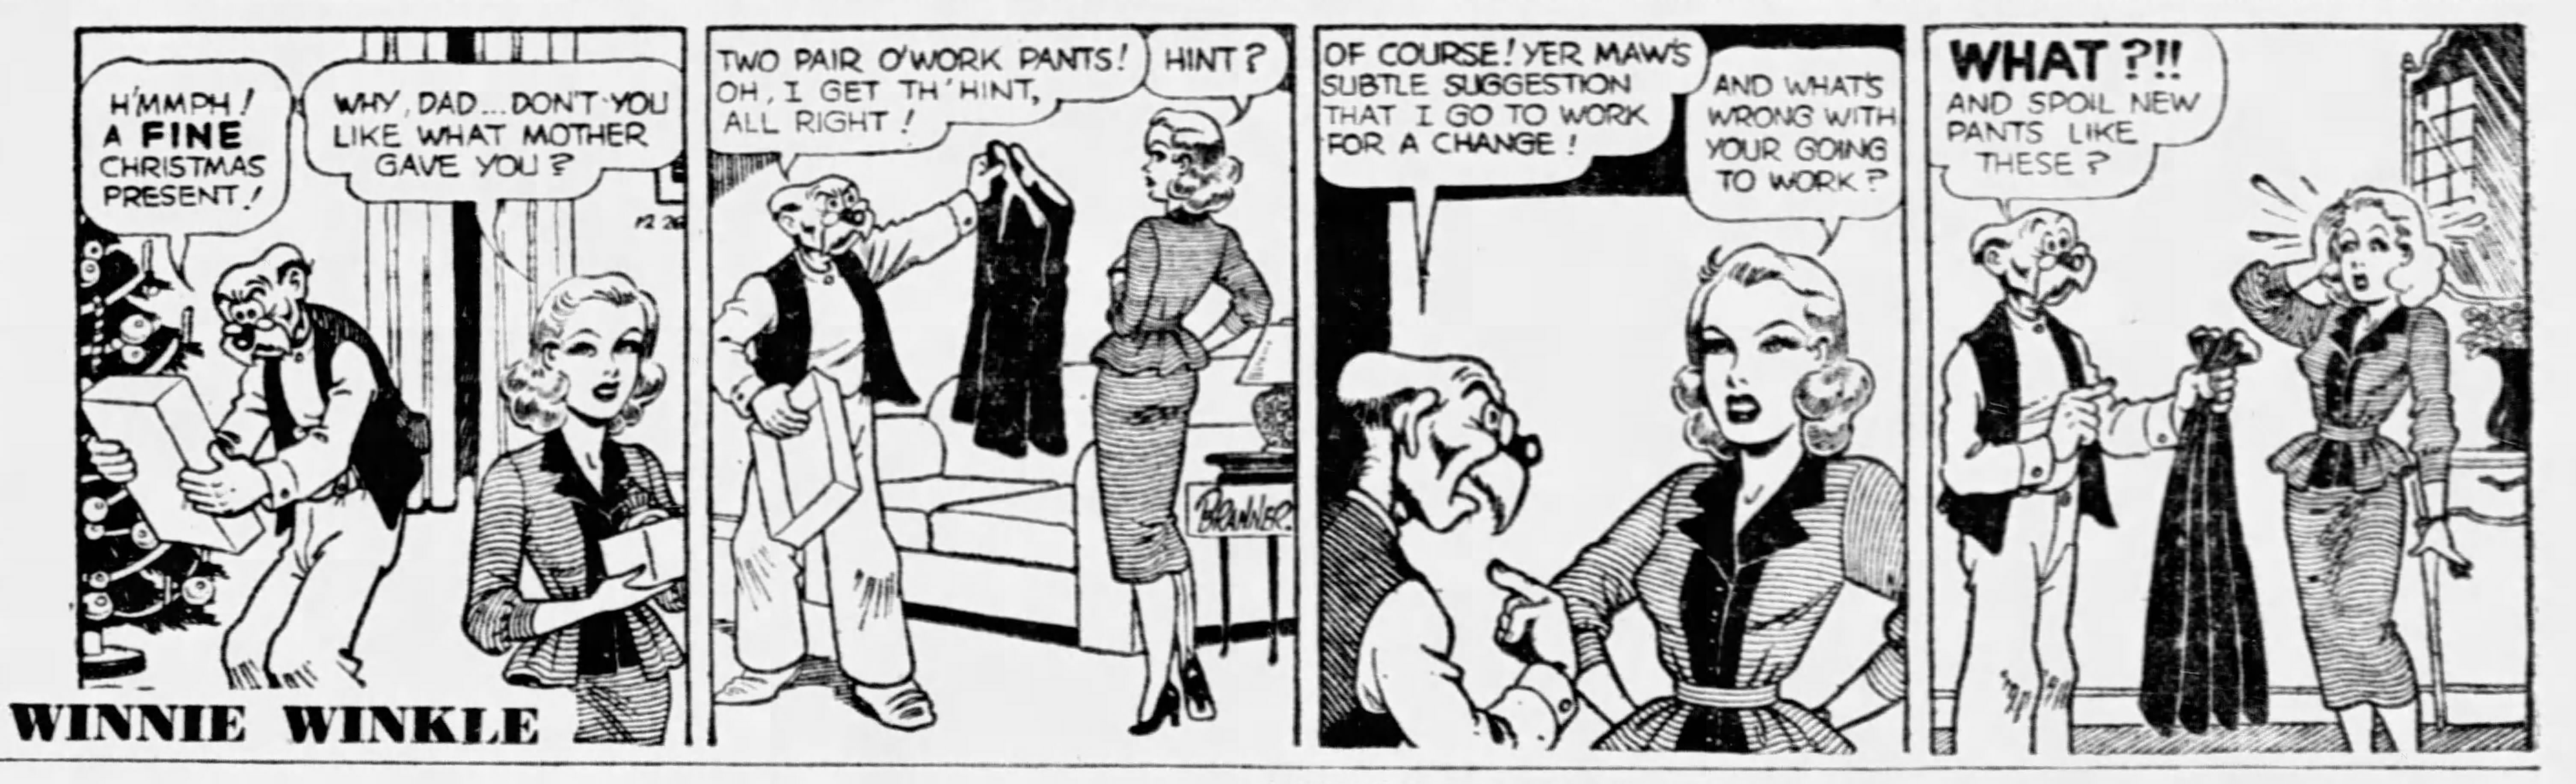 H'MMPH!
A FINE
CHRISTMAS
PRESENT!
WHY, DAD...DON'T YOU
LIKE WHAT MOTHER
GAVE YOU?
12 26
WINNIE WINKLE
TWO PAIR O'WORK PANTS!
OH, I GET TH' HINT,
ALL RIGHT!
HINT?
BRANNER.
OF COURSE! YER MAW'S
SUBTLE SUGGESTION
THAT I GO TO WORK
FOR A CHANGE!
AND WHAT'S
WRONG WITH
YOUR GOING
TO WORK?
WHAT?!!
AND SPOIL NEW
PANTS LIKE
THESE?